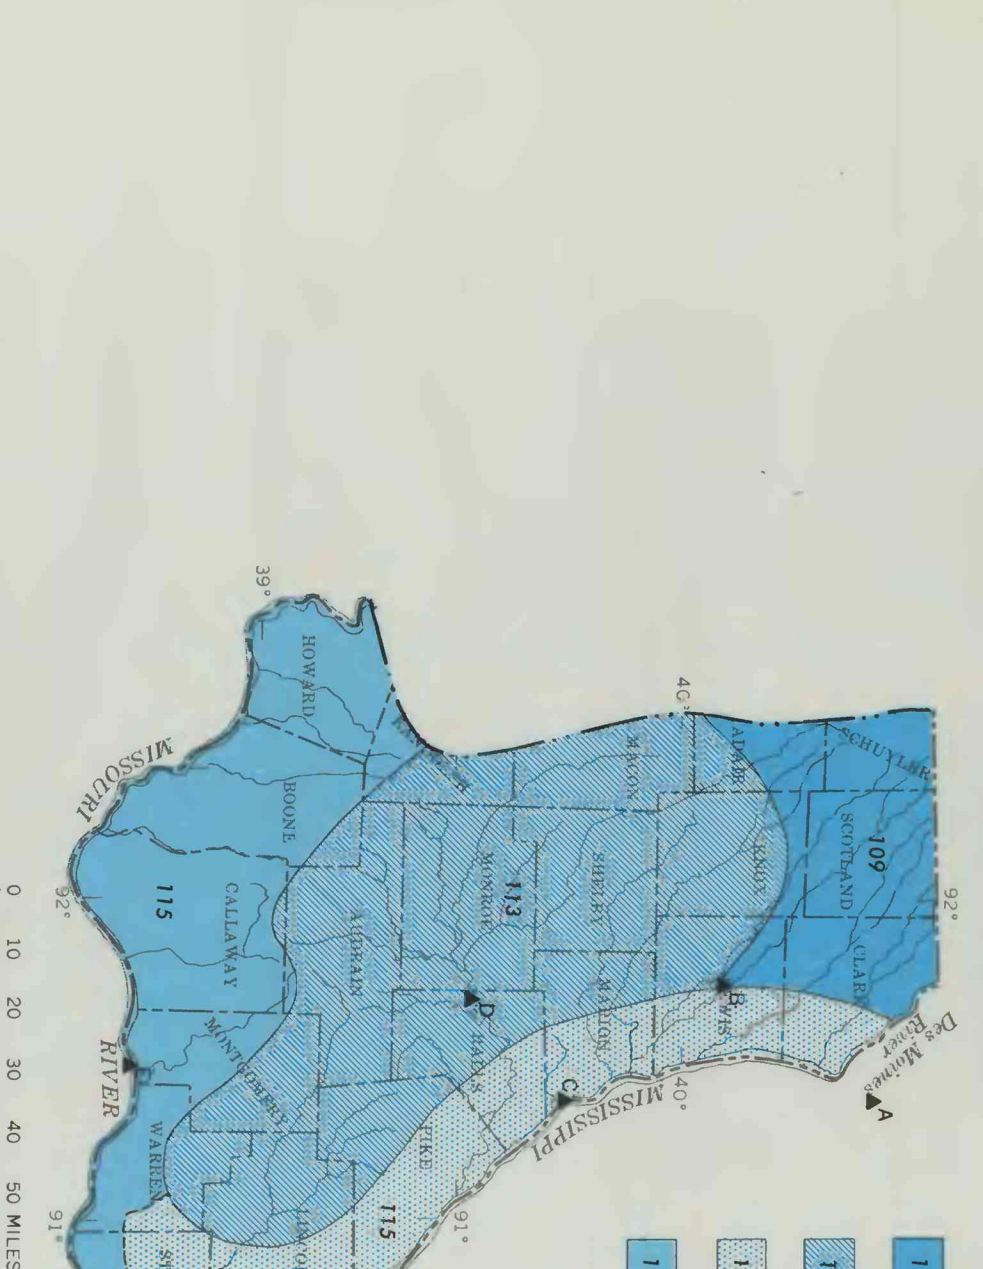 SCHUYLER
SCOTLAND
109
CLARK
92°
Des Moines
River
A
40°
ADAIR
KNOX
B
MACON
SHELBY
MARION
40°
MISSISSIPPI
C
MONROE
113
D
RALLS
39°
HOWARD
BOONE
AUDRAIN
PIKE
91°
115
MISSOURI
CALLAWAY
115
MONTGOMERY
E
RIVER
WARREN
92°
91°
0 10 20 30 40 50 MILES